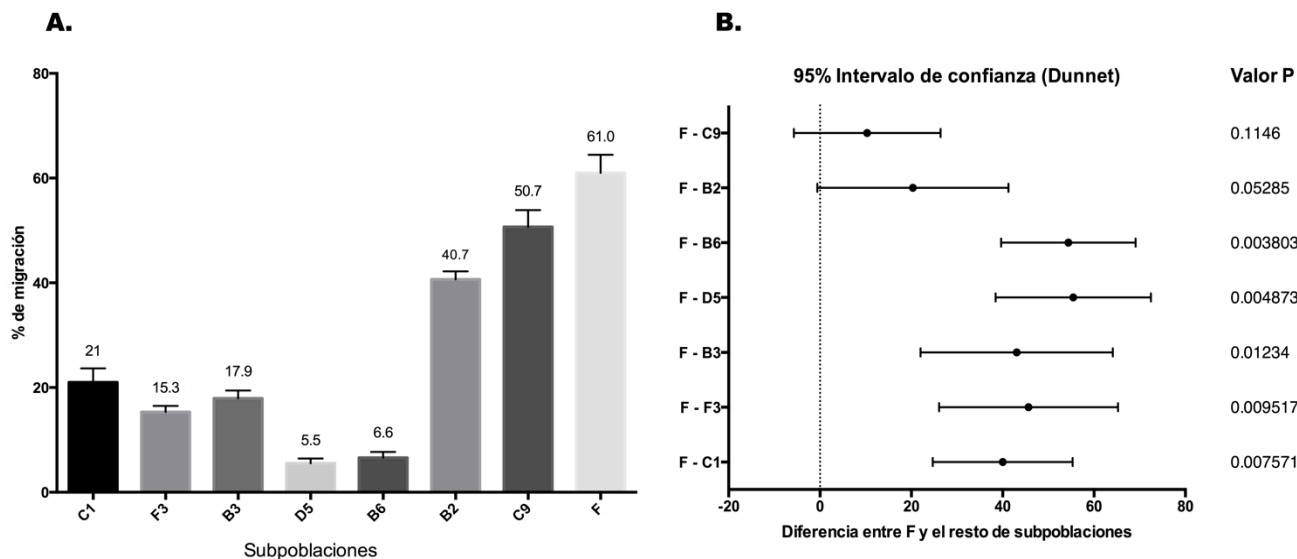 A.
80
60
40
20
0
% de migración
21
15.3
17.9
5.5
6.6
40.7
50.7
61.0
C1
F3
B3
D5
B6
B2
C9
F
Subpoblaciones
B.
95% Intervalo de confianza (Dunnet)
Valor P
F - C9
0.1146
F - B2
0.05285
F - B6
0.003803
F - D5
0.004873
F - B3
0.01234
F - F3
0.009517
F - C1
0.007571
-20
0
20
40
60
80
Diferencia entre F y el resto de subpoblaciones